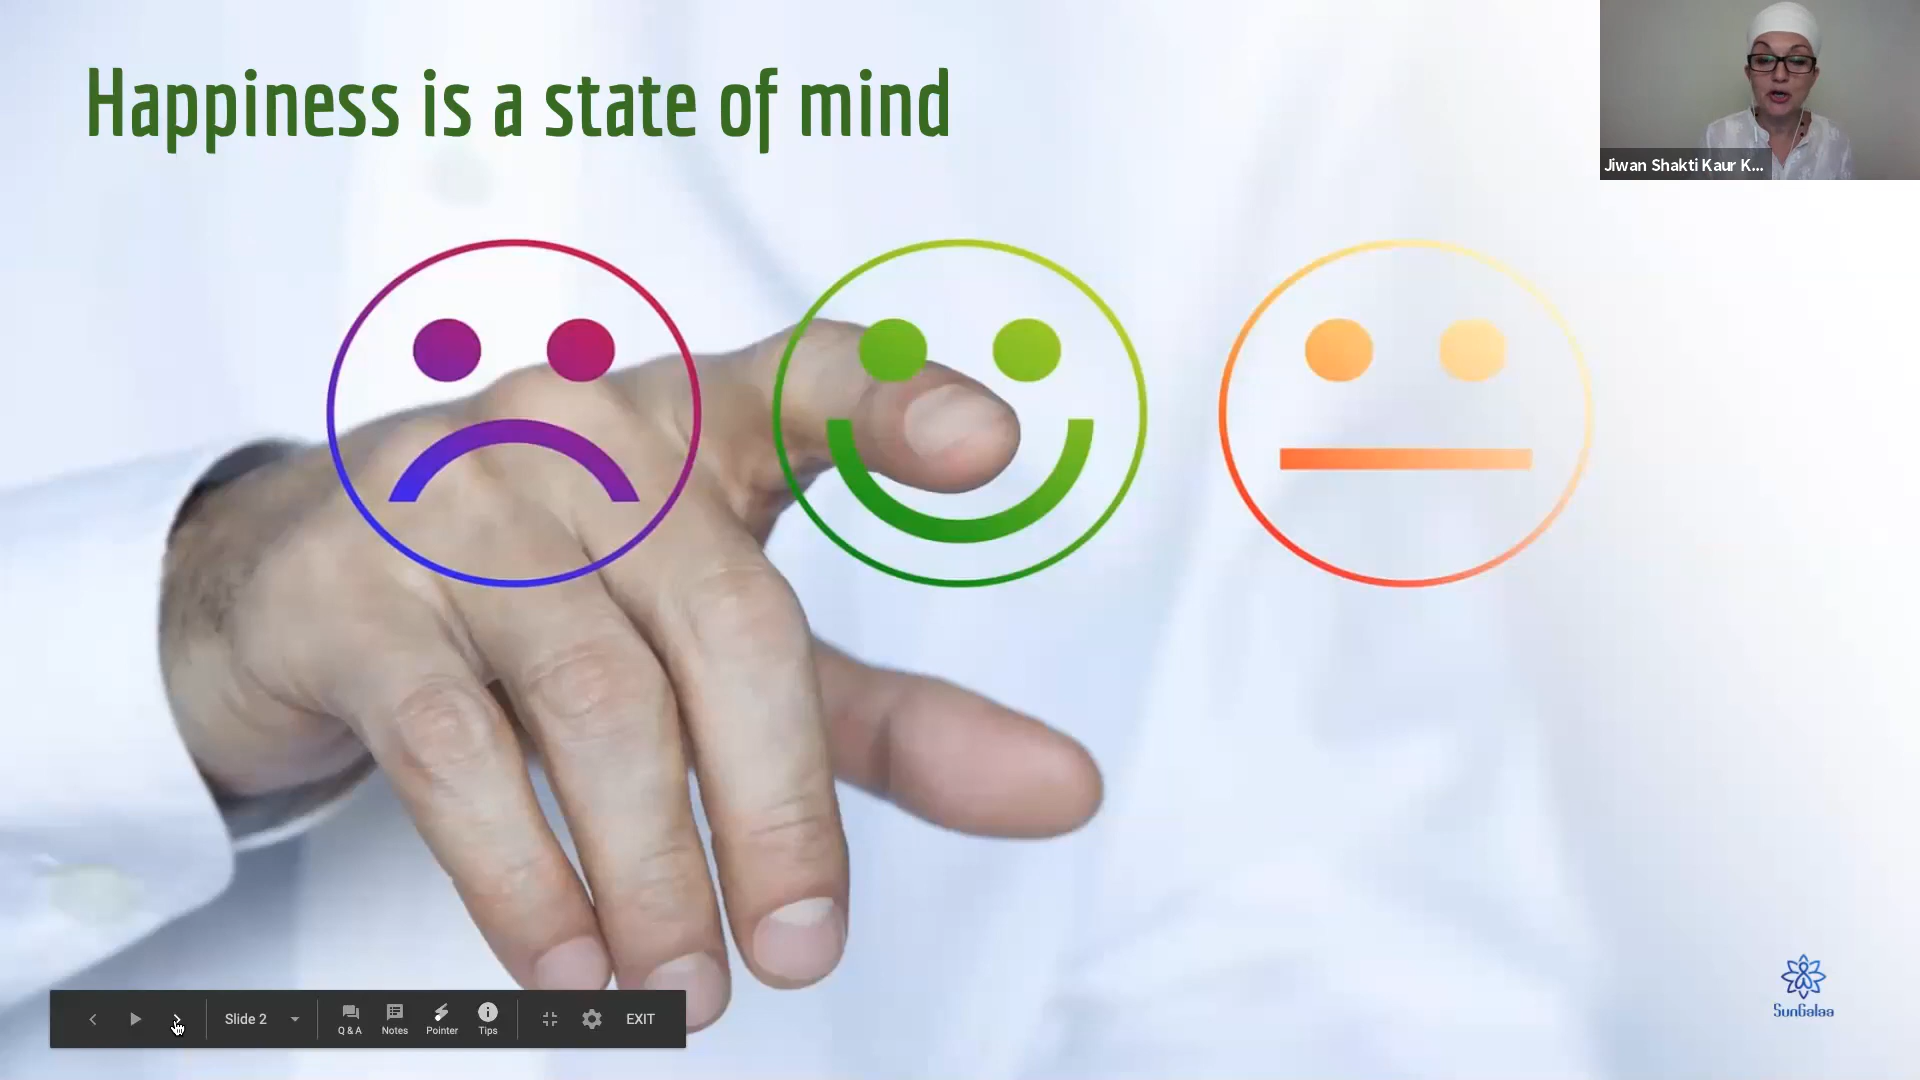 Happiness is a state of mind
Jiwan Shakti Kaur K...
SunGalaa
Slide 2
Q & A
Notes
Pointer
Tips
EXIT